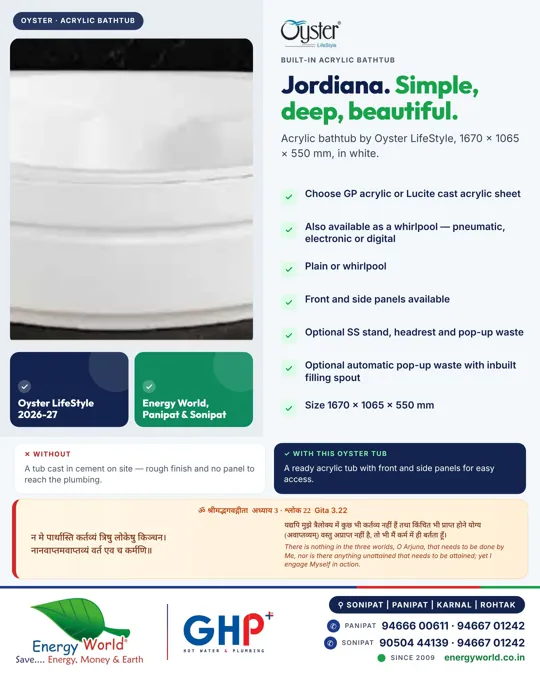 OYSTER · ACRYLIC BATHTUB
Oyster®
LifeStyle
BUILT-IN ACRYLIC BATHTUB
Jordiana. Simple,
deep, beautiful.
Acrylic bathtub by Oyster LifeStyle, 1670 × 1065
× 550 mm, in white.
Choose GP acrylic or Lucite cast acrylic sheet
Also available as a whirlpool — pneumatic,
electronic or digital
Plain or whirlpool
Front and side panels available
Optional SS stand, headrest and pop-up waste
Optional automatic pop-up waste with inbuilt
filling spout
Size 1670 × 1065 × 550 mm
Oyster LifeStyle
2026-27
Energy World,
Panipat & Sonipat
✕ WITHOUT
A tub cast in cement on site — rough finish and no panel to
reach the plumbing.
✓ WITH THIS OYSTER TUB
A ready acrylic tub with front and side panels for easy
access.
ॐ श्रीमद्भगवद्गीता अध्याय 3 · श्लोक 22 Gita 3.22
न मे पार्थास्ति कर्तव्यं त्रिषु लोकेषु किञ्चन।
नानवाप्तमवाप्तव्यं वर्त एव च कर्मणि॥
यद्यपि मुझे त्रैलोक्य में कुछ भी कर्तव्य नहीं हैं तथा किंचित भी प्राप्त होने योग्य
(अवाप्तव्यम्) वस्तु अप्राप्त नहीं है, तो भी मैं कर्म में ही बर्तता हूँ।
There is nothing in the three worlds, O Arjuna, that needs to be done by
Me, nor is there anything unattained that needs to be attained; yet I
engage Myself in action.
Energy World®
Save.... Energy, Money & Earth
GHP+
HOT WATER & PLUMBING
SONIPAT | PANIPAT | KARNAL | ROHTAK
PANIPAT 94666 00611 · 94667 01242
SONIPAT 90504 44139 · 94667 01242
SINCE 2009 energyworld.co.in